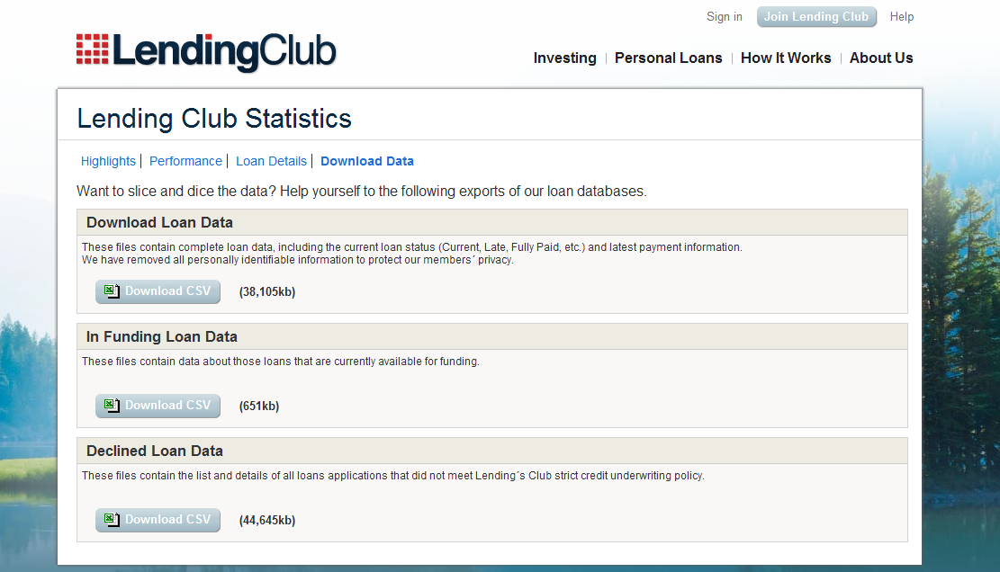 Sign in Join Lending Club Help
LendingClub
Investing Personal Loans How It Works About Us
Lending Club Statistics
Highlights Performance Loan Details Download Data
Want to slice and dice the data? Help yourself to the following exports of our loan databases.
Download Loan Data
These files contain complete loan data, including the current loan status (Current, Late, Fully Paid, etc.) and latest payment information.
We have removed all personally identifiable information to protect our members´ privacy.
Download CSV (38,105kb)
In Funding Loan Data
These files contain data about those loans that are currently available for funding.
Download CSV (651kb)
Declined Loan Data
These files contain the list and details of all loans applications that did not meet Lending´s Club strict credit underwriting policy.
Download CSV (44,645kb)